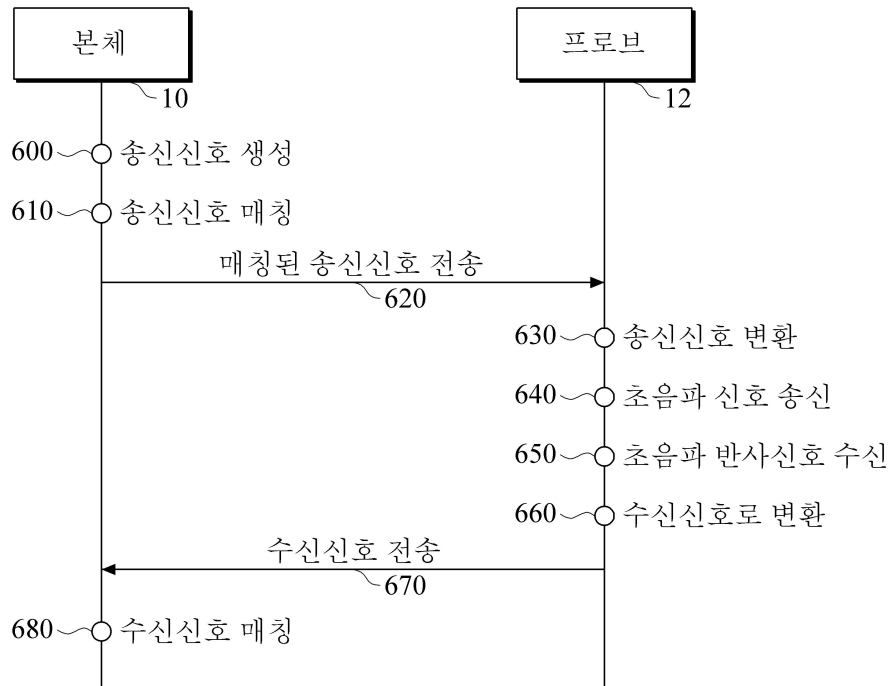 본체
프로브
10
12
600 송신신호 생성
610 송신신호 매칭
매칭된 송신신호 전송
620
630 송신신호 변환
640 초음파 신호 송신
650 초음파 반사신호 수신
660 수신신호로 변환
수신신호 전송
670
680 수신신호 매칭